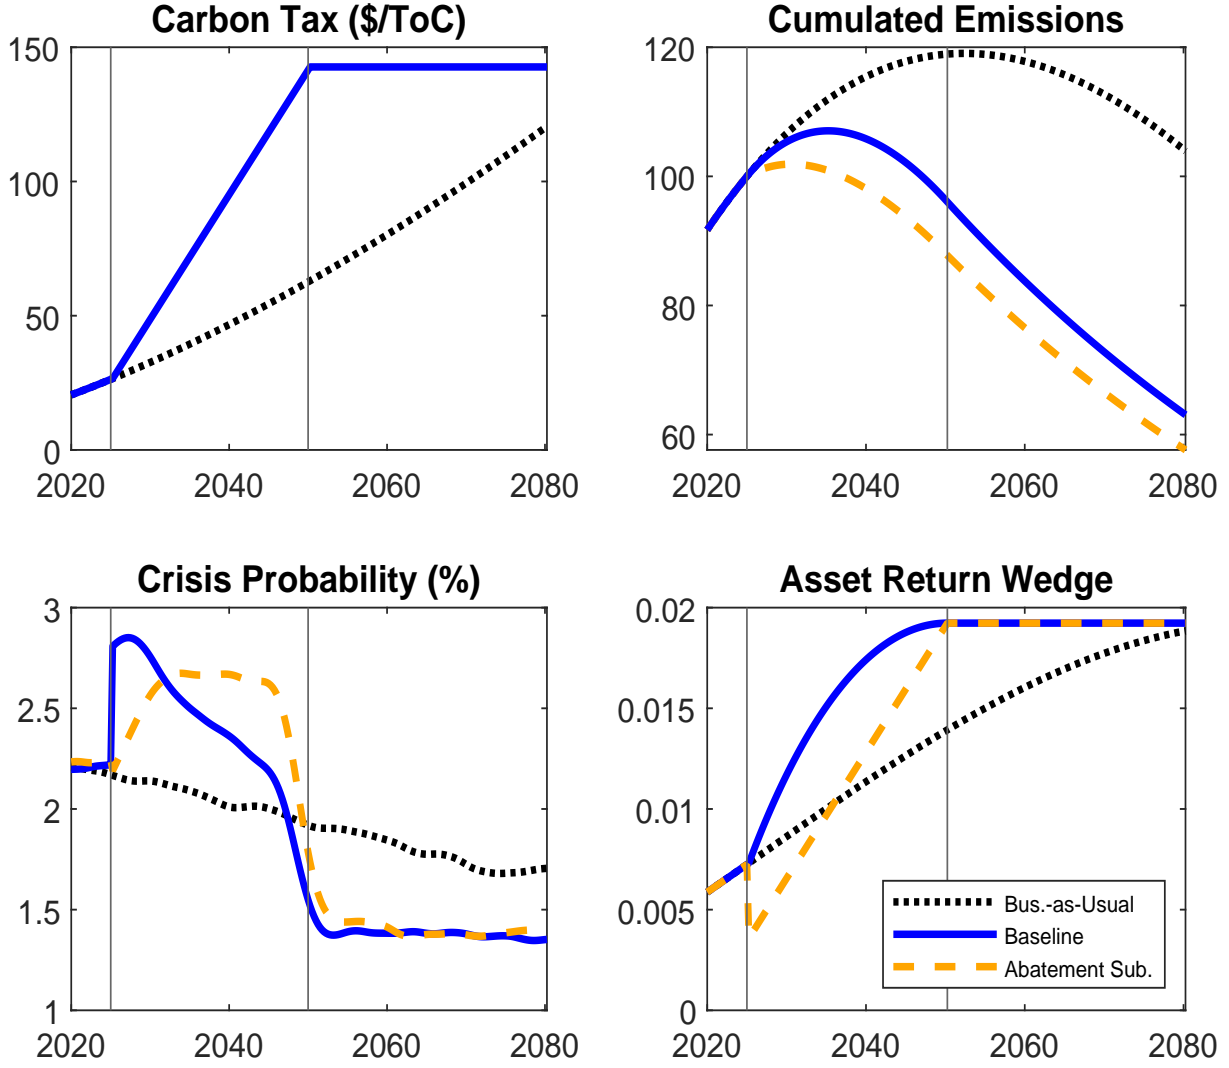 Carbon Tax ($/ToC)
150
100
50
0
2020 2040 2060 2080
Cumulated Emissions
120
100
80
60
2020 2040 2060 2080
Crisis Probability (%)
3
2.5
2
1.5
1
2020 2040 2060 2080
Asset Return Wedge
0.02
0.015
0.01
0.005
0
2020 2040 2060 2080
Bus.-as-Usual
Baseline
Abatement Sub.